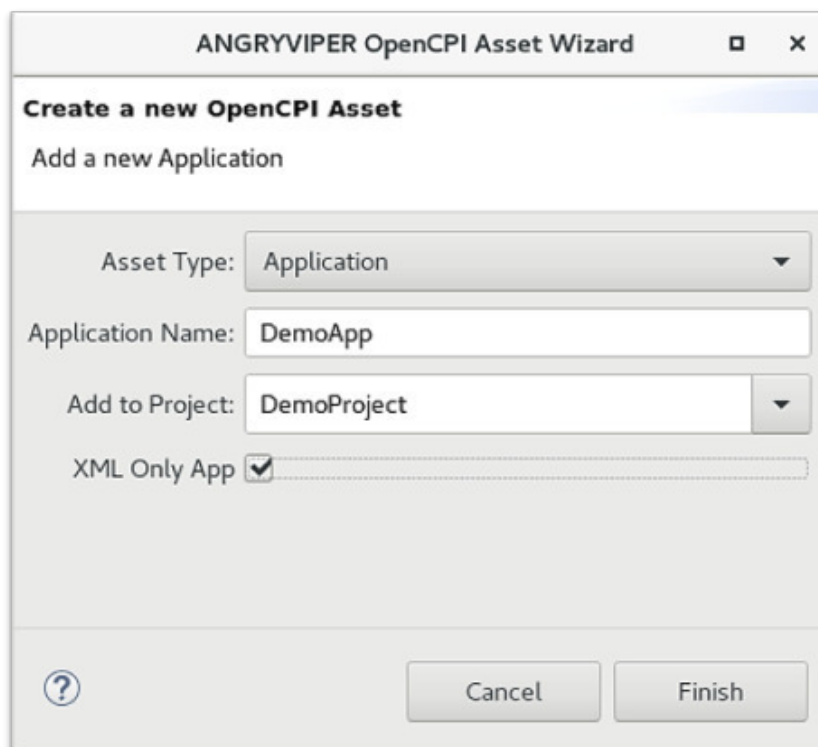 ANGRYVIPER OpenCPI Asset Wizard
Create a new OpenCPI Asset
Add a new Application
Asset Type: Application
Application Name: DemoApp
Add to Project: DemoProject
XML Only App
? Cancel Finish